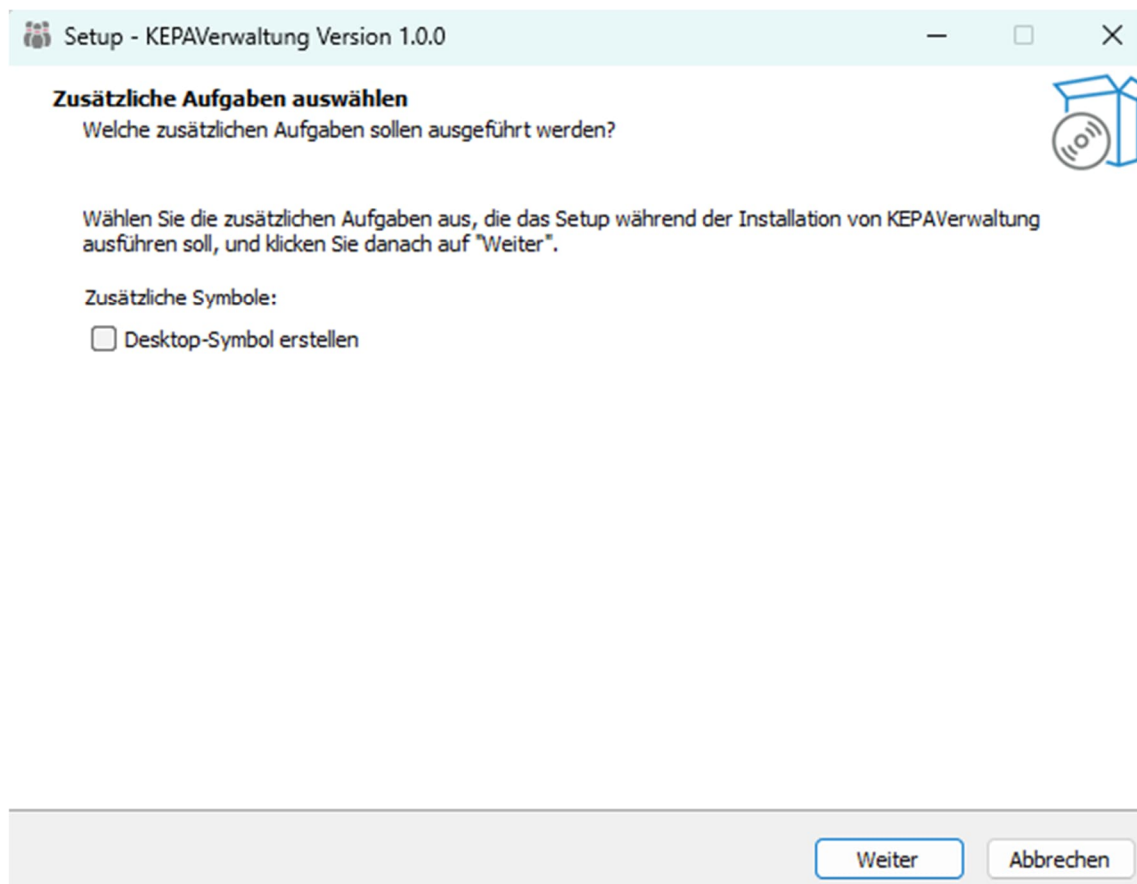 Setup - KEPAVerwaltung Version 1.0.0
Zusätzliche Aufgaben auswählen
Welche zusätzlichen Aufgaben sollen ausgeführt werden?
Wählen Sie die zusätzlichen Aufgaben aus, die das Setup während der Installation von KEPAVerwaltung
ausführen soll, und klicken Sie danach auf "Weiter".
Zusätzliche Symbole:
Desktop-Symbol erstellen
Weiter
Abbrechen